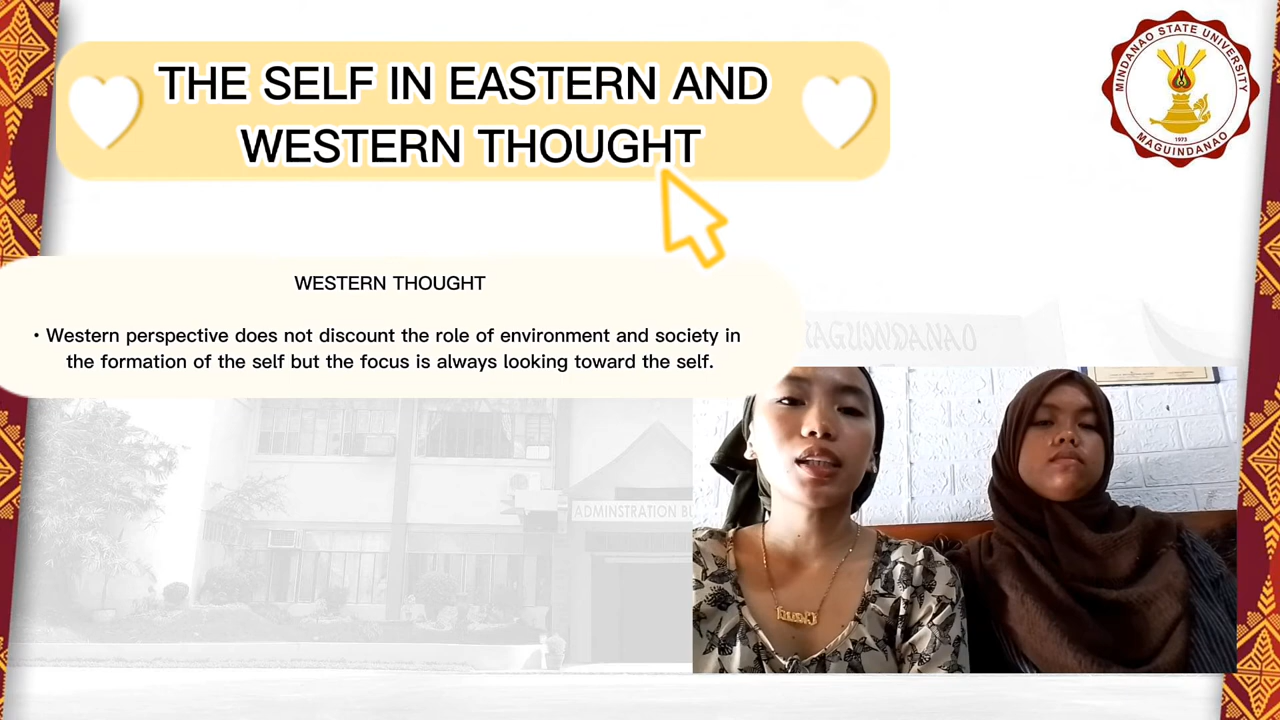 THE SELF IN EASTERN AND
WESTERN THOUGHT
MINDANAO STATE UNIVERSITY
1973
MAGUINDANAO
WESTERN THOUGHT
• Western perspective does not discount the role of environment and society in
the formation of the self but the focus is always looking toward the self.
ADMINSTRATION